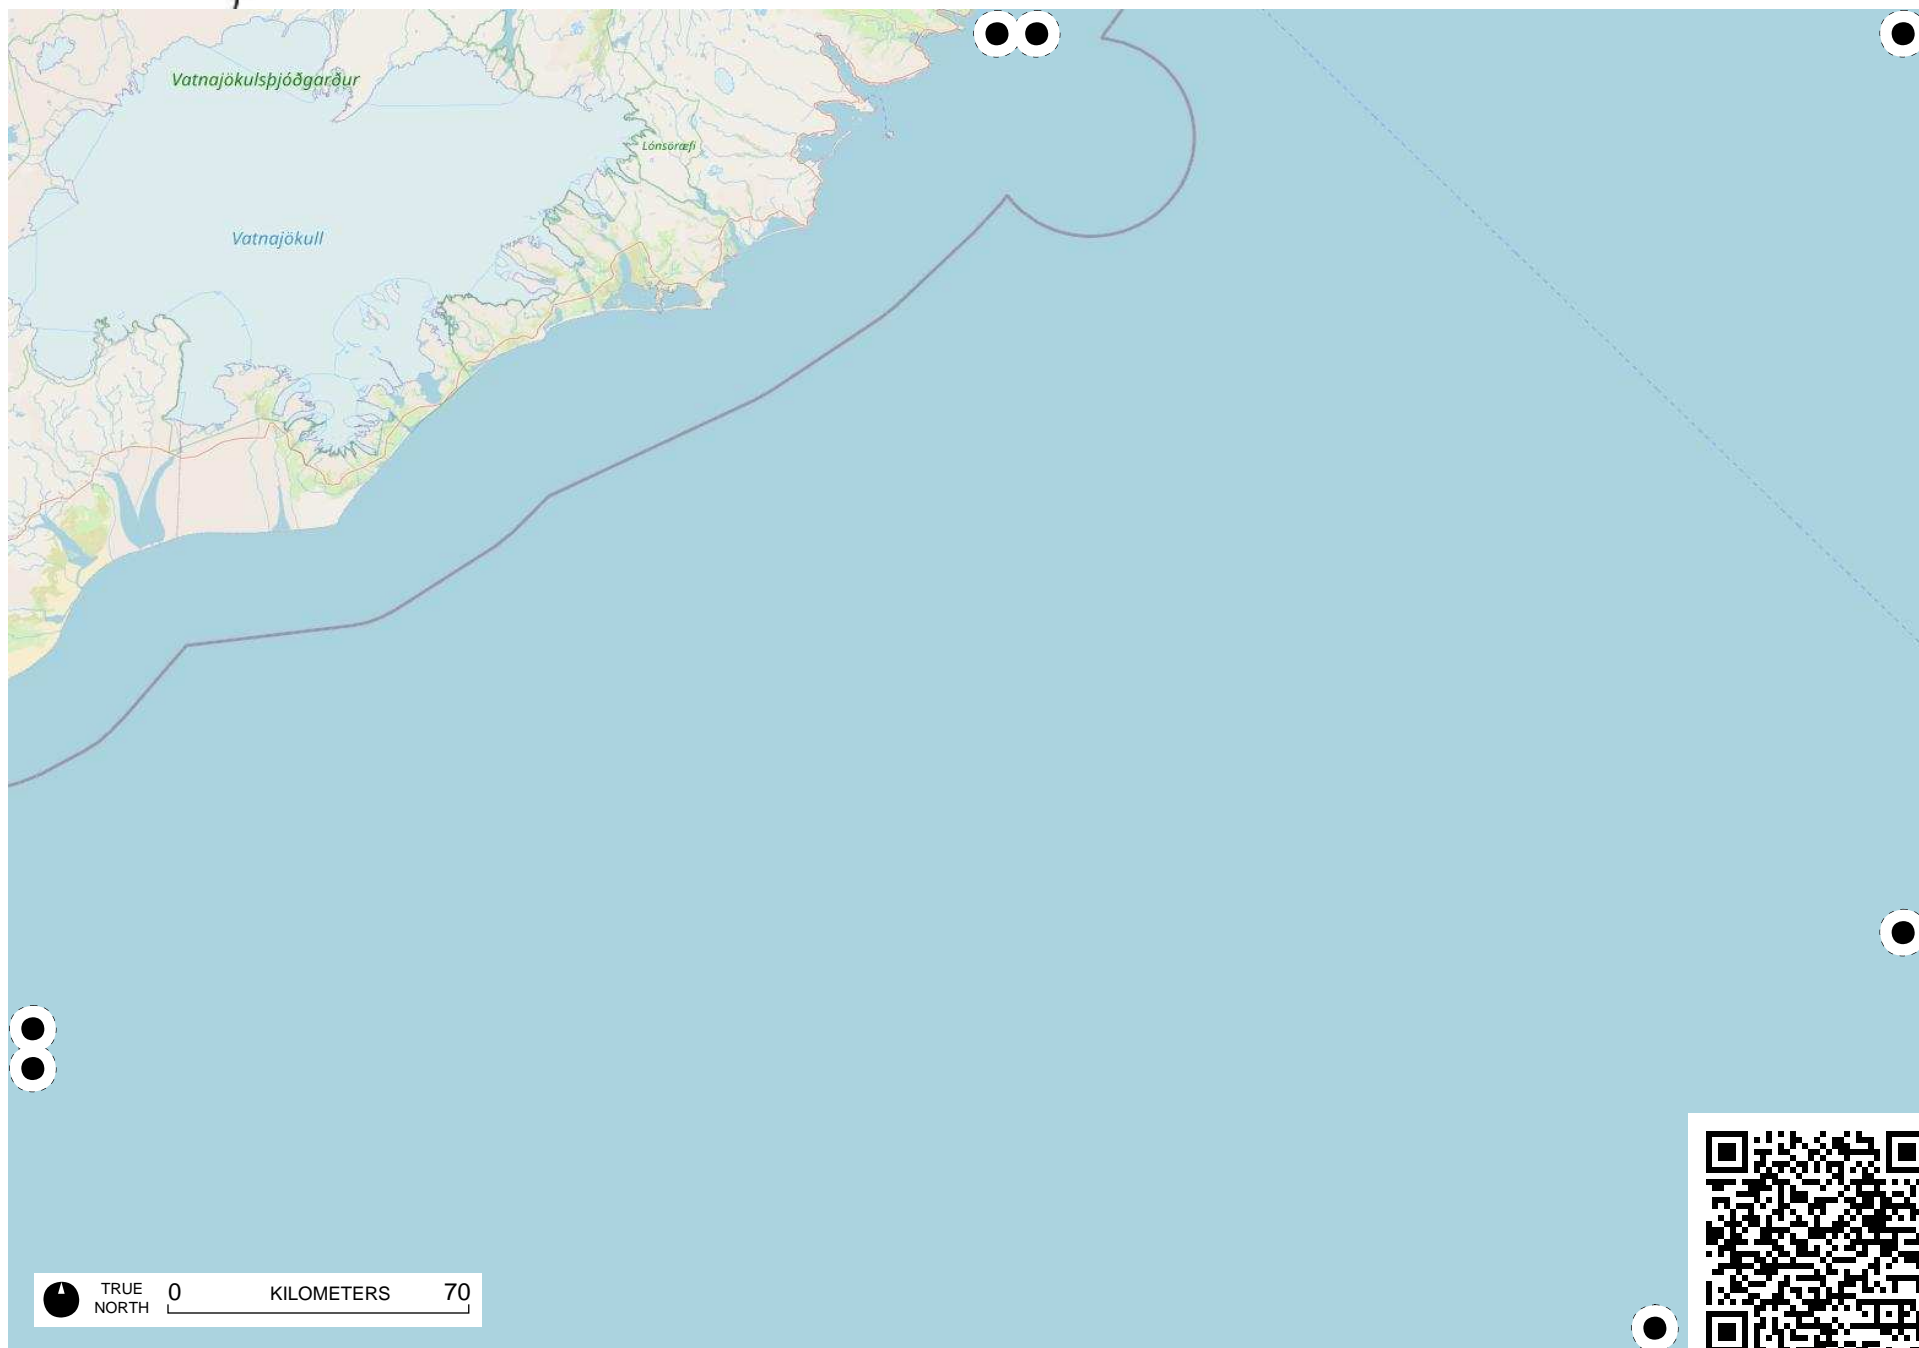 Vatnajökulsþjóðgarður
Lónsöræfi
Vatnajökull
TRUE
NORTH
0 KILOMETERS 70